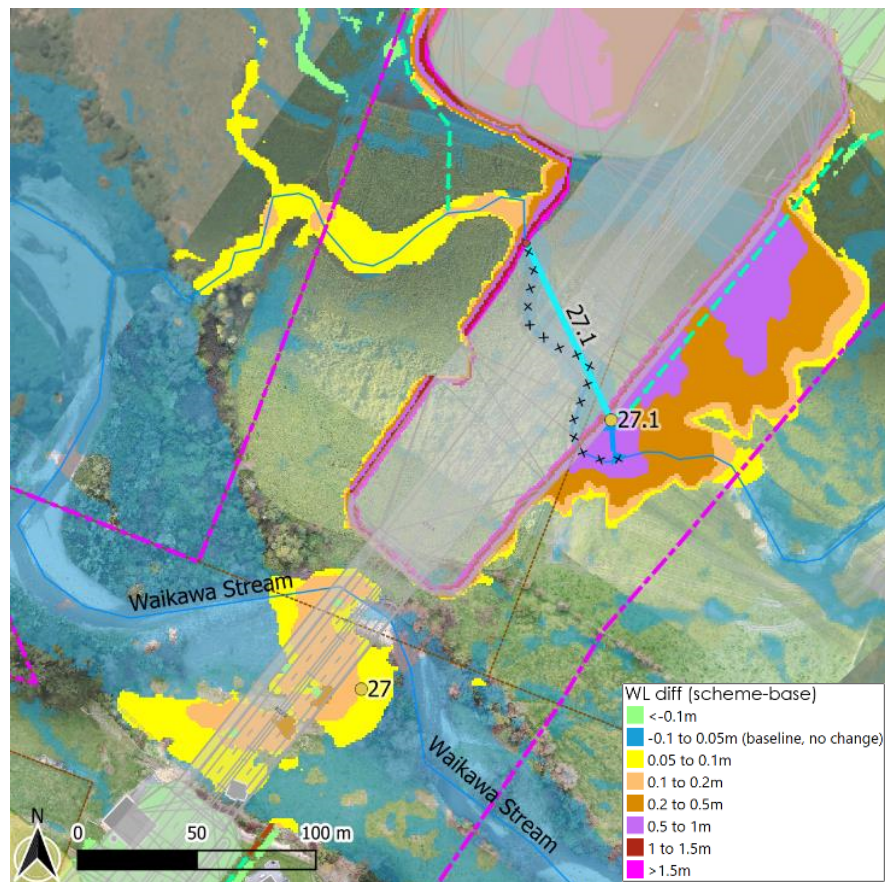 27.1
27.1
Waikawa Stream
27
Waikawa Stream
WL diff (scheme-base)
<-0.1m
-0.1 to 0.05m (baseline, no change)
0.05 to 0.1m
0.1 to 0.2m
0.2 to 0.5m
0.5 to 1m
1 to 1.5m
>1.5m
N
0 50 100 m